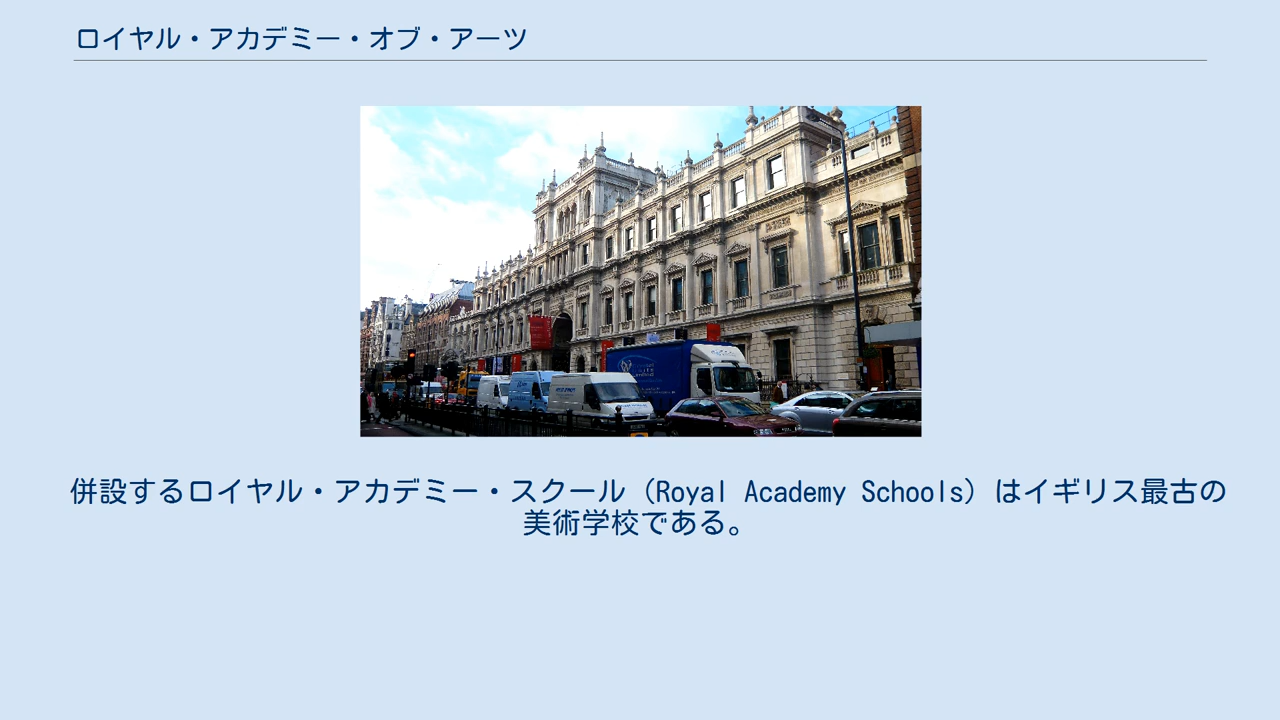 ロイヤル・アカデミー・オブ・アーツ
併設するロイヤル・アカデミー・スクール（Royal Academy Schools）はイギリス最古の
美術学校である。